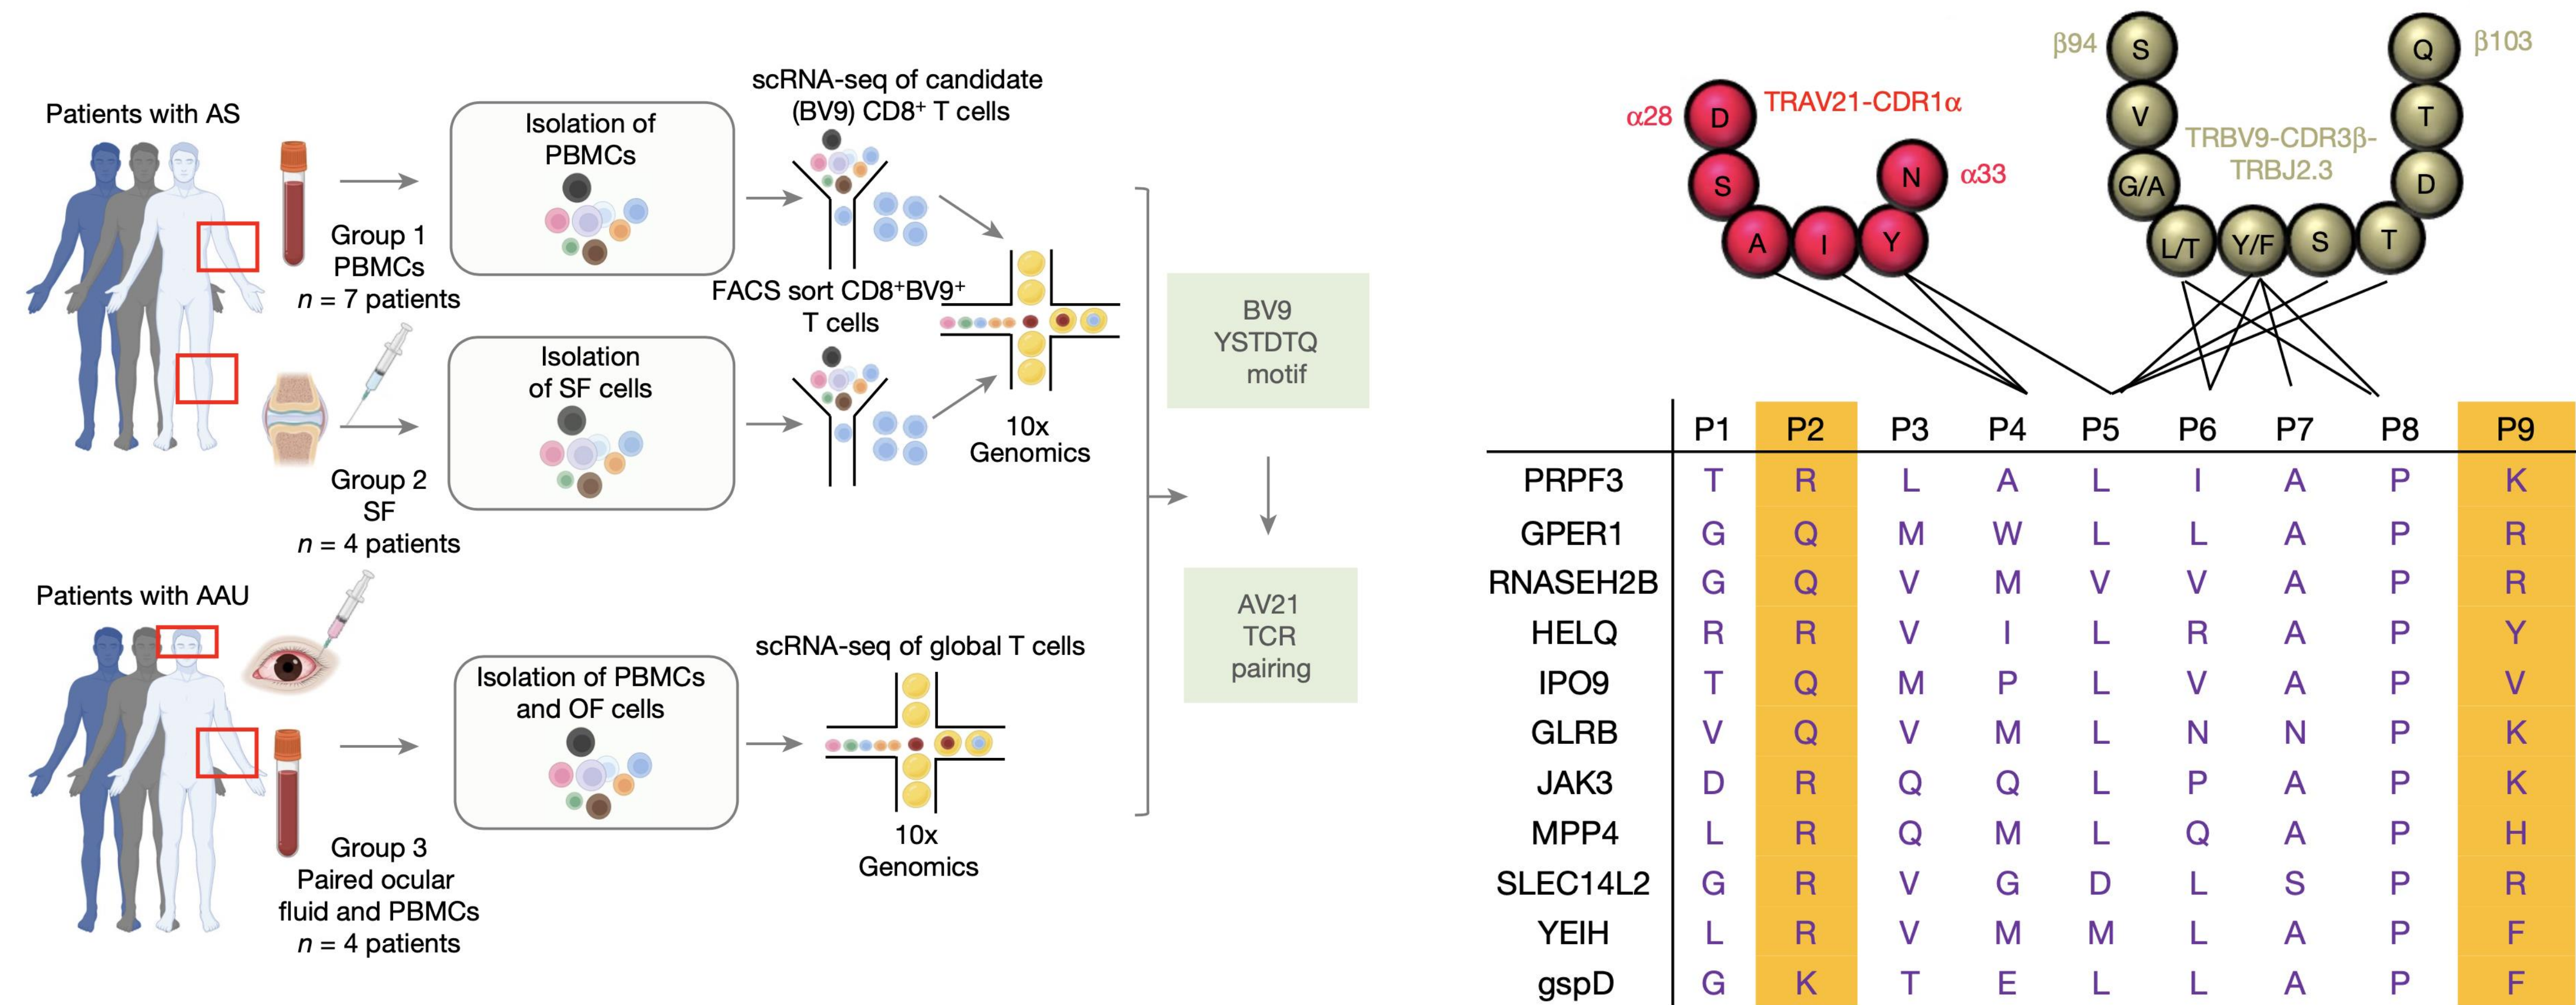 Patients with AS
Group 1
PBMCs
n = 7 patients
Isolation of
PBMCs
scRNA-seq of candidate
(BV9) CD8⁺ T cells
FACS sort CD8⁺BV9⁺
T cells
Group 2
SF
n = 4 patients
Isolation
of SF cells
10x
Genomics
Patients with AAU
Group 3
Paired ocular
fluid and PBMCs
n = 4 patients
Isolation of PBMCs
and OF cells
scRNA-seq of global T cells
10x
Genomics
BV9
YSTDTQ
motif
AV21
TCR
pairing
TRAV21-CDR1α
α28
D
S
A I Y
N
α33
β94
S
V
G/A
L/T Y/F S T
D
T
Q
β103
TRBV9-CDR3β-
TRBJ2.3
P1 P2 P3 P4 P5 P6 P7 P8 P9
PRPF3 T R L A L I A P K
GPER1 G Q M W L L A P R
RNASEH2B G Q V M V V A P R
HELQ R R V I L R A P Y
IPO9 T Q M P L V A P V
GLRB V Q V M L N N P K
JAK3 D R Q Q L P A P K
MPP4 L R Q M L Q A P H
SLEC14L2 G R V G D L S P R
YEIH L R V M M L A P F
gspD G K T E L L A P F